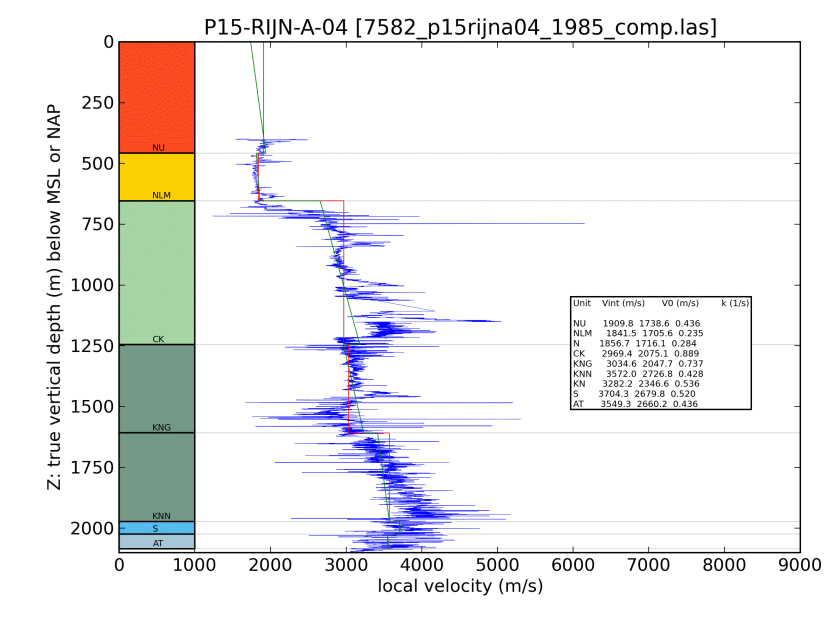 P15-RIJN-A-04 [7582_p15rijna04_1985_comp.las]
Z: true vertical depth (m) below MSL or NAP
0
250
500
750
1000
1250
1500
1750
2000
NU
NLM
CK
KNG
KNN
S
AT
Unit Vint (m/s) V0 (m/s) k (1/s)
NU 1909.8 1738.6 0.436
NLM 1841.5 1705.6 0.235
N 1856.7 1716.1 0.284
CK 2969.4 2075.1 0.889
KNG 3034.6 2047.7 0.737
KNN 3572.0 2726.8 0.428
KN 3282.2 2346.6 0.536
S 3704.3 2679.8 0.520
AT 3549.3 2660.2 0.436
0 1000 2000 3000 4000 5000 6000 7000 8000 9000
local velocity (m/s)